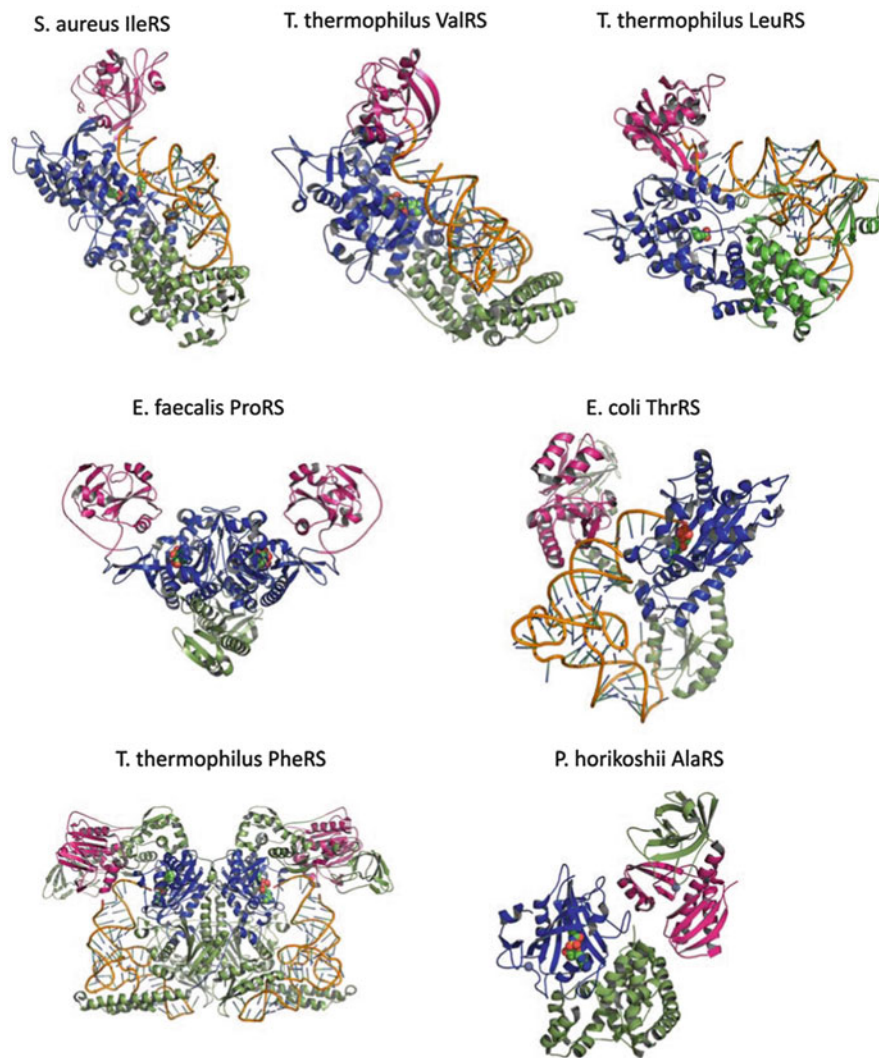 S. aureus IleRS
T. thermophilus ValRS
T. thermophilus LeuRS
E. faecalis ProRS
E. coli ThrRS
T. thermophilus PheRS
P. horikoshii AlaRS